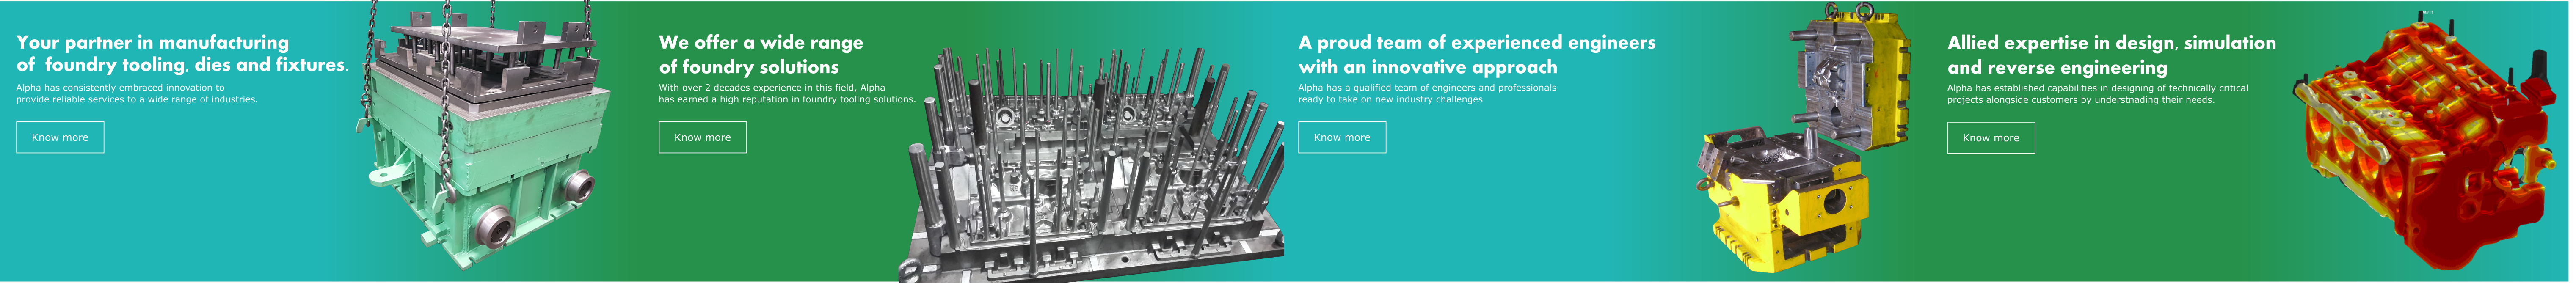 Your partner in manufacturing
of foundry tooling, dies and fixtures.
Alpha has consistently embraced innovation to
provide reliable services to a wide range of industries.
Know more
We offer a wide range
of foundry solutions
With over 2 decades experience in this field, Alpha
has earned a high reputation in foundry tooling solutions.
Know more
A proud team of experienced engineers
with an innovative approach
Alpha has a qualified team of engineers and professionals
ready to take on new industry challenges
Know more
Allied expertise in design, simulation
and reverse engineering
Alpha has established capabilities in designing of technically critical
projects alongside customers by understnading their needs.
Know more